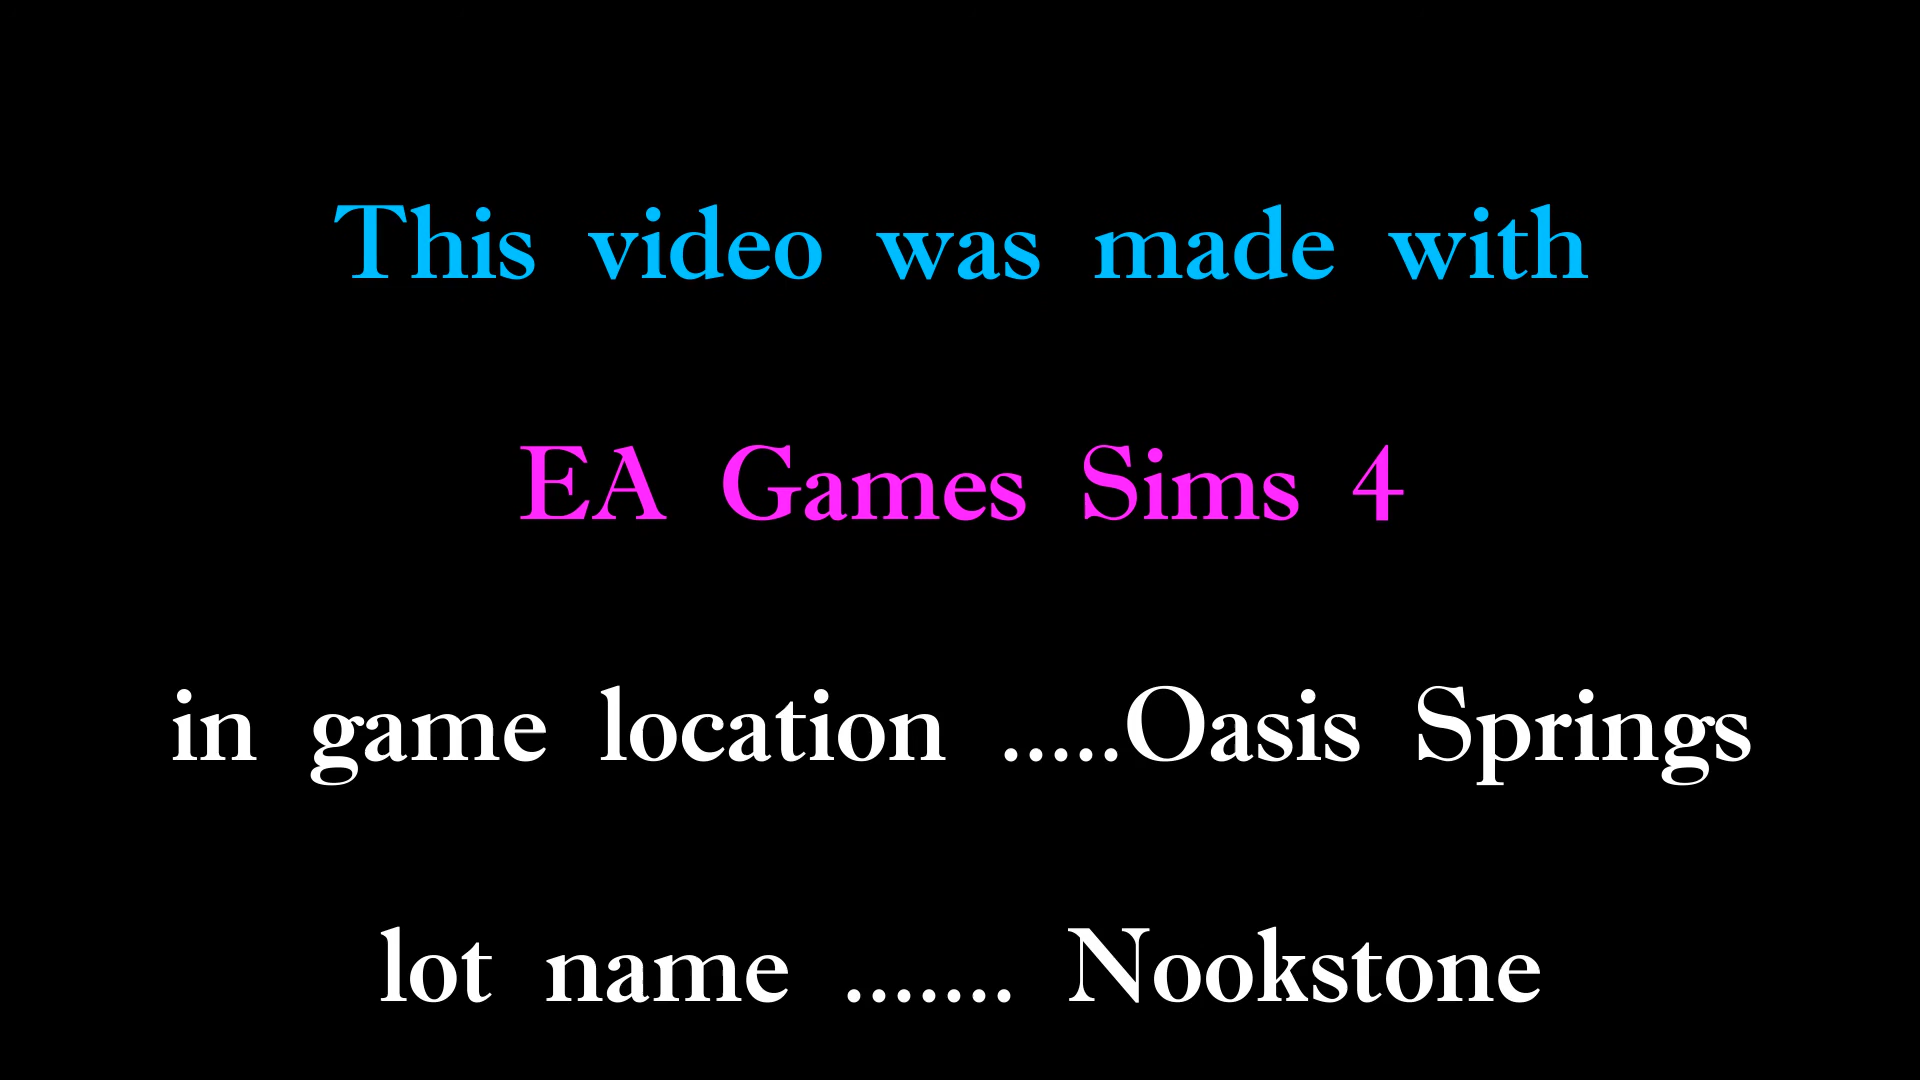 This video was made with
EA Games Sims 4
in game location .....Oasis Springs
lot name ....... Nookstone